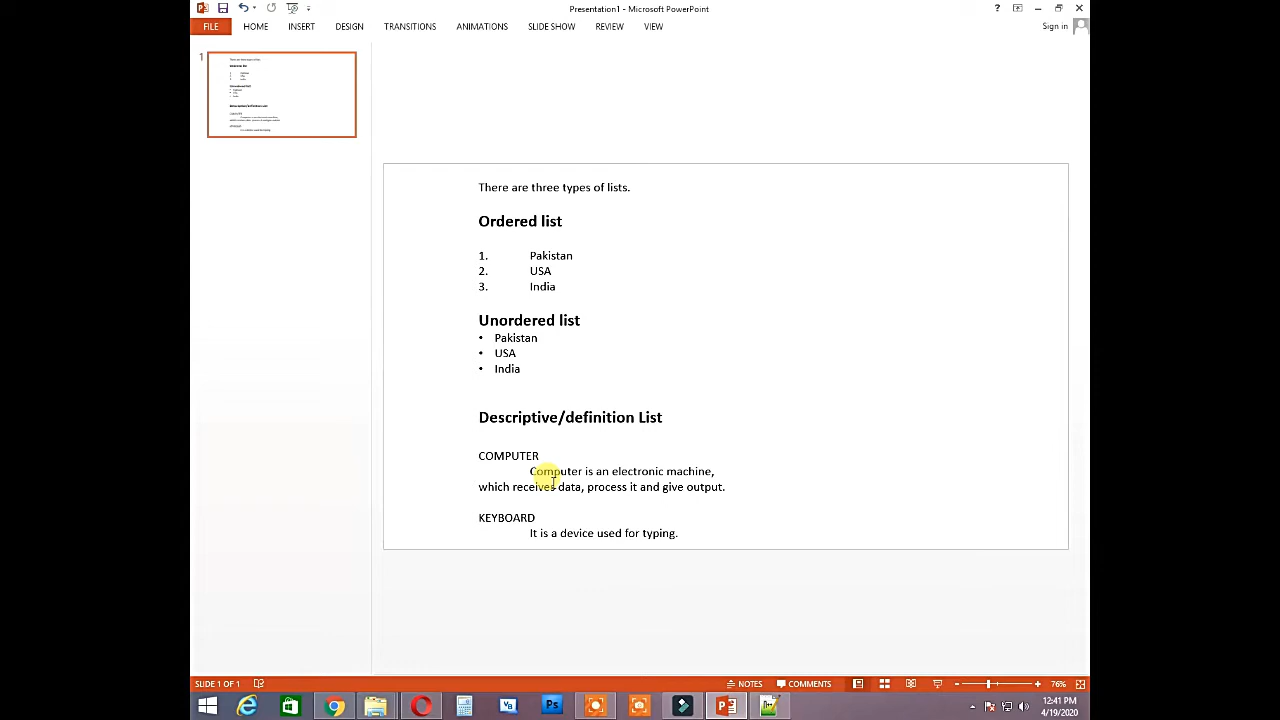 Presentation1 - Microsoft PowerPoint
?
FILE HOME INSERT DESIGN TRANSITIONS ANIMATIONS SLIDE SHOW REVIEW VIEW Sign in
1
There are three types of lists.
Ordered list
1. Pakistan
2. USA
3. India
Unordered list
• Pakistan
• USA
• India
Descriptive/definition List
COMPUTER
Computer is an electronic machine,
which receives data, process it and give output.
KEYBOARD
It is a device used for typing.
SLIDE 1 OF 1 NOTES COMMENTS 76%
12:41 PM
4/19/2020